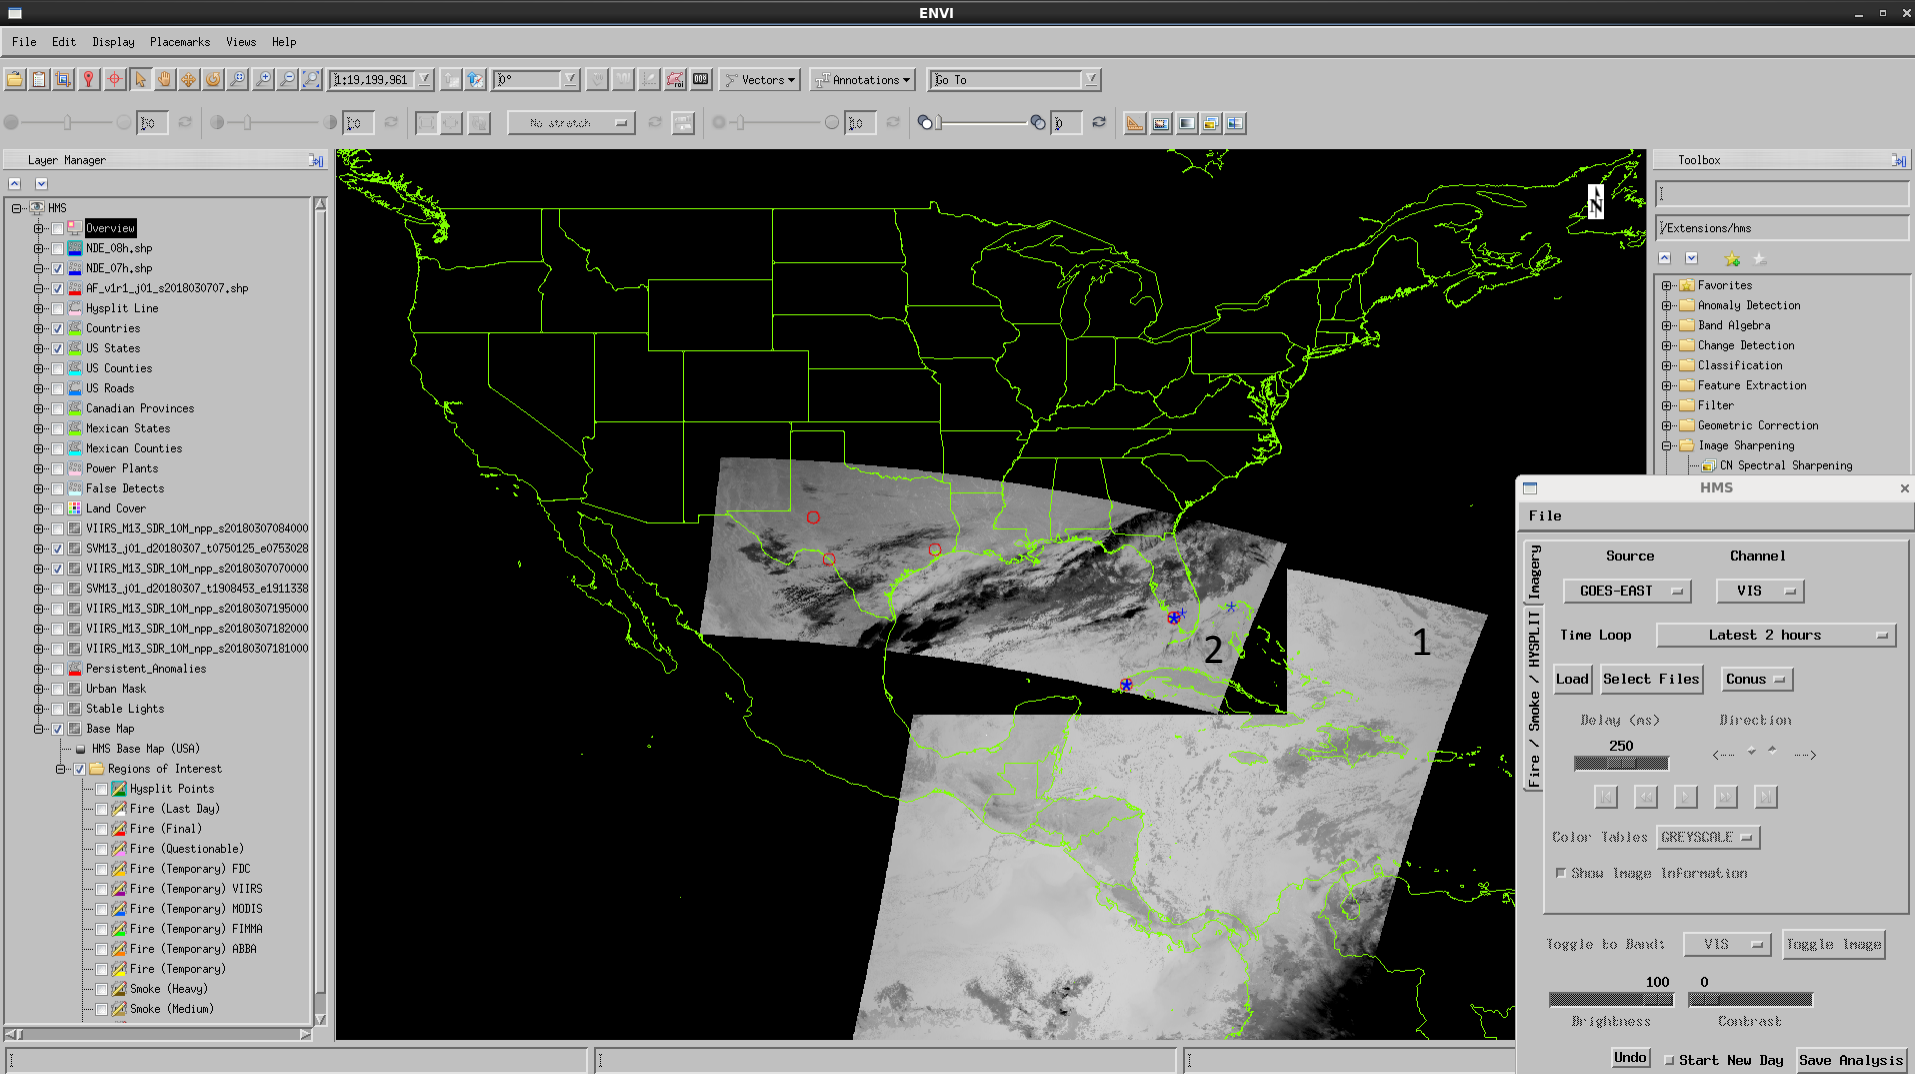 ENVI
File Edit Display Placemarks Views Help
1:19,199,961 0° Vectors Annotations Go To
No stretch
Layer Manager
HMS
Overview
NDE_08h.shp
NDE_07h.shp
AF_v1r1_j01_s2018030707.shp
Hysplit Line
Countries
US States
US Counties
US Roads
Canadian Provinces
Mexican States
Mexican Counties
Power Plants
False Detects
Land Cover
VIIRS_M13_SDR_10M_npp_s20180307084000
SVM13_j01_d20180307_t0750125_e0753028
VIIRS_M13_SDR_10M_npp_s20180307070000
SVM13_j01_d20180307_t1908453_e1911338
VIIRS_M13_SDR_10M_npp_s20180307195000
VIIRS_M13_SDR_10M_npp_s20180307182000
VIIRS_M13_SDR_10M_npp_s20180307181000
Persistent_Anomalies
Urban Mask
Stable Lights
Base Map
HMS Base Map (USA)
Regions of Interest
Hysplit Points
Fire (Last Day)
Fire (Final)
Fire (Questionable)
Fire (Temporary) FDC
Fire (Temporary) VIIRS
Fire (Temporary) MODIS
Fire (Temporary) FIMMA
Fire (Temporary) ABBA
Fire (Temporary)
Smoke (Heavy)
Smoke (Medium)
N
1
2
Toolbox
/Extensions/hms
Favorites
Anomaly Detection
Band Algebra
Change Detection
Classification
Feature Extraction
Filter
Geometric Correction
Image Sharpening
CN Spectral Sharpening
HMS
File
Imagery
Fire / Smoke / HYSPLIT
Source Channel
GOES-EAST VIS
Time Loop Latest 2 hours
Load Select Files Conus
Delay (ms) Direction
250
<---- ---->
Color Tables GREYSCALE
Show Image Information
Toggle to Band: VIS Toggle Image
100 0
Brightness Contrast
Undo Start New Day Save Analysis